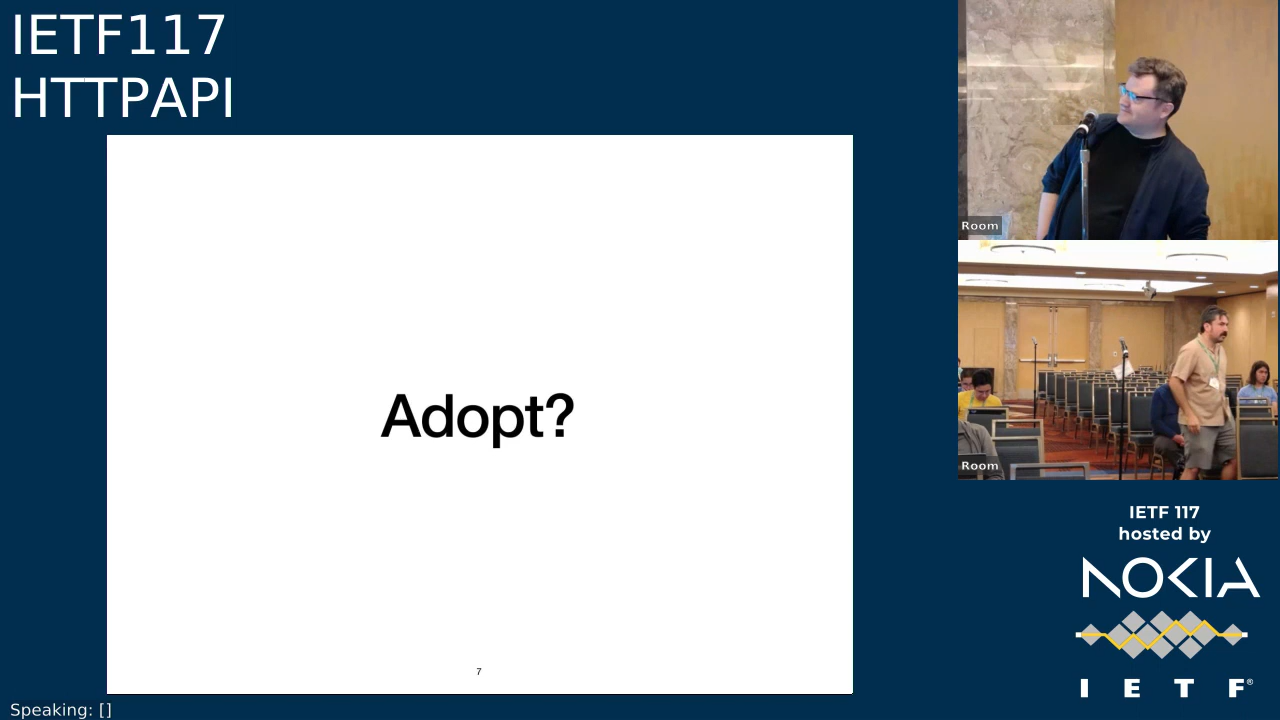 IETF117
HTTPAPI
Adopt?
7
Room
Room
IETF 117
hosted by
NOKIA
I E T F®
Speaking: []